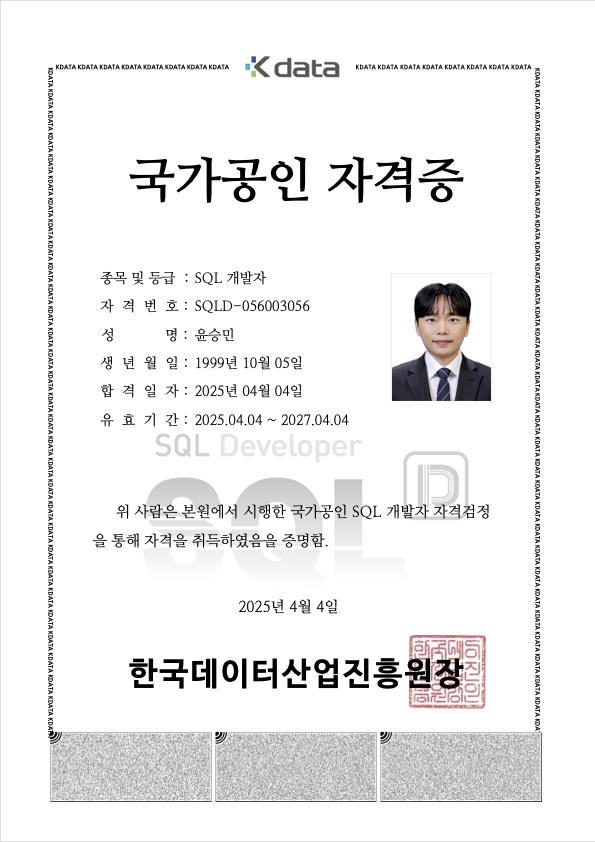 KDATA KDATA KDATA KDATA KDATA KDATA KDATA KDATA
K data
KDATA KDATA KDATA KDATA KDATA KDATA KDATA KDATA
국가공인 자격증
종목 및 등급 : SQL 개발자
자 격 번 호 : SQLD-056003056
성 명 : 윤승민
생 년 월 일 : 1999년 10월 05일
합 격 일 자 : 2025년 04월 04일
유 효 기 간 : 2025.04.04 ~ 2027.04.04
SQL Developer
SQL
D
위 사람은 본원에서 시행한 국가공인 SQL 개발자 자격검정
을 통해 자격을 취득하였음을 증명함.
2025년 4월 4일
한국데이터산업진흥원장